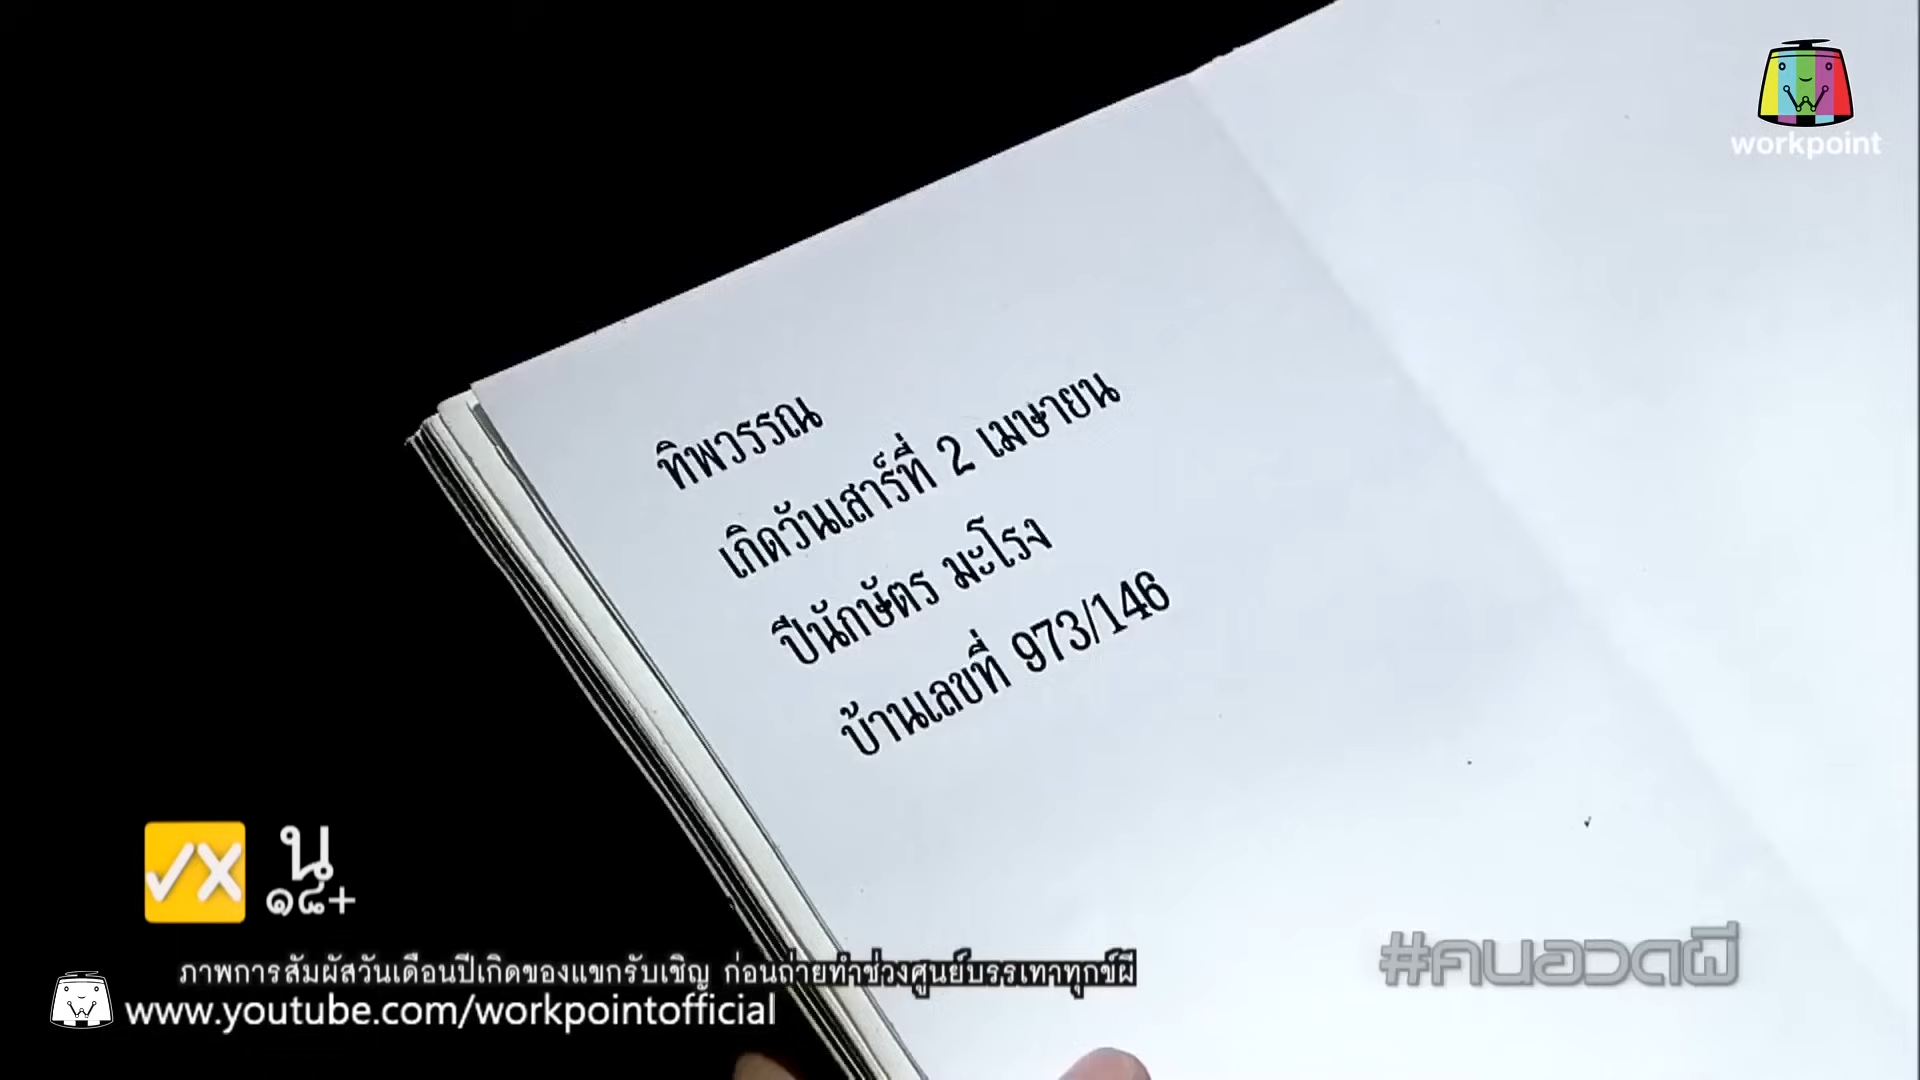 workpoint
ทิพวรรณ
เกิดวันเสาร์ที่ 2 เมษายน
ปีนักษัตร มะโรง
บ้านเลขที่ 973/146
น
๑๘+
#คนอวดผี
ภาพการสัมผัสวันเดือนปีเกิดของแขกรับเชิญ ก่อนถ่ายทำช่วงศูนย์บรรเทาทุกข์ผี
www.youtube.com/workpointofficial